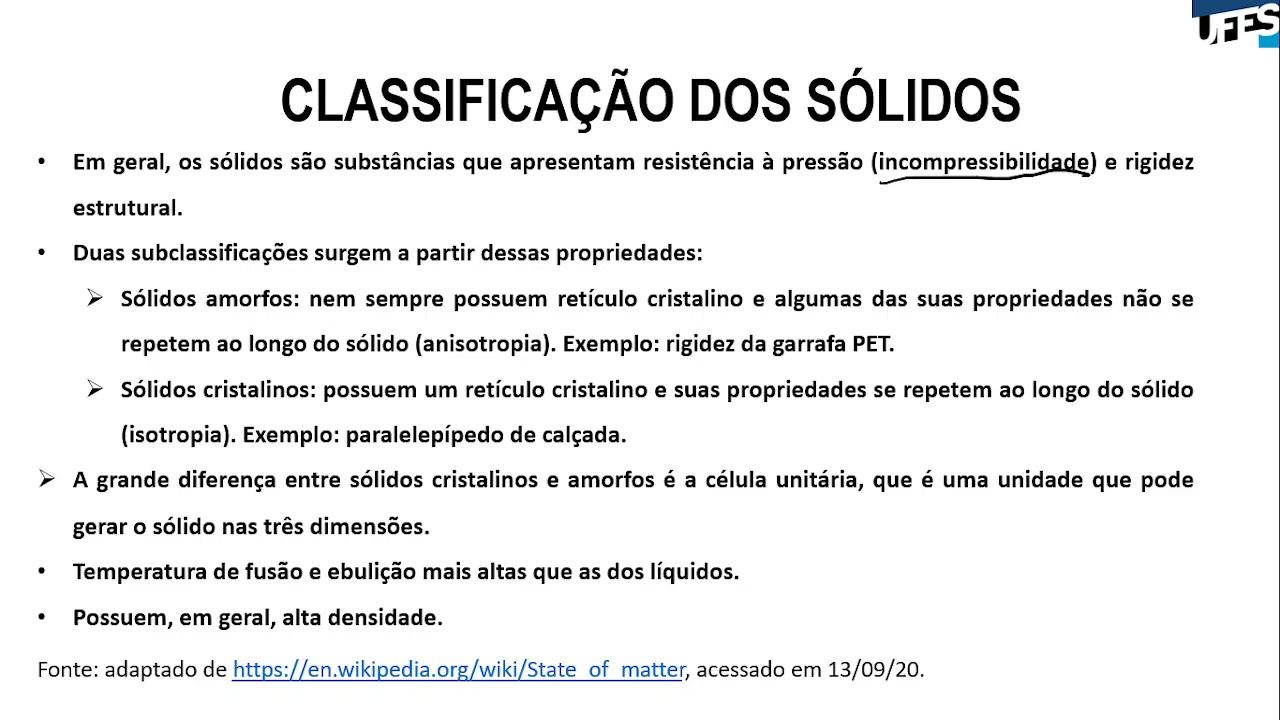 UFES
CLASSIFICAÇÃO DOS SÓLIDOS
• Em geral, os sólidos são substâncias que apresentam resistência à pressão (incompressibilidade) e rigidez
estrutural.
• Duas subclassificações surgem a partir dessas propriedades:
➢ Sólidos amorfos: nem sempre possuem retículo cristalino e algumas das suas propriedades não se
repetem ao longo do sólido (anisotropia). Exemplo: rigidez da garrafa PET.
➢ Sólidos cristalinos: possuem um retículo cristalino e suas propriedades se repetem ao longo do sólido
(isotropia). Exemplo: paralelepípedo de calçada.
➢ A grande diferença entre sólidos cristalinos e amorfos é a célula unitária, que é uma unidade que pode
gerar o sólido nas três dimensões.
• Temperatura de fusão e ebulição mais altas que as dos líquidos.
• Possuem, em geral, alta densidade.
Fonte: adaptado de https://en.wikipedia.org/wiki/State_of_matter, acessado em 13/09/20.